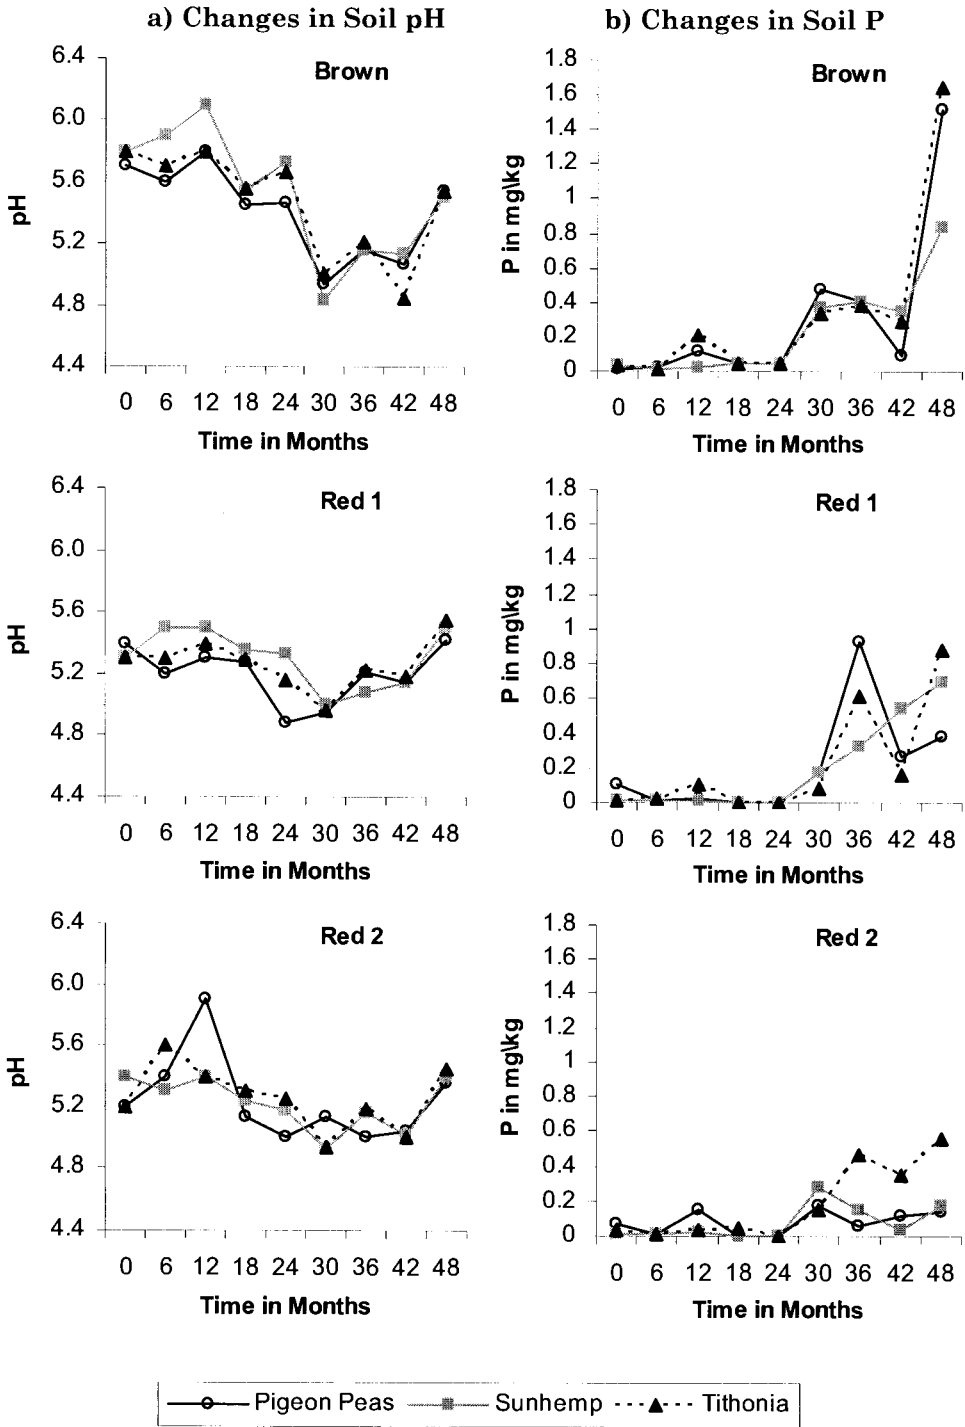 a) Changes in Soil pH
b) Changes in Soil P
Brown
6.4
6.0
5.6
5.2
4.8
4.4
pH
0 6 12 18 24 30 36 42 48
Time in Months
Brown
1.8
1.6
1.4
1.2
1
0.8
0.6
0.4
0.2
0
P in mg\kg
0 6 12 18 24 30 36 42 48
Time in Months
Red 1
6.4
6.0
5.6
5.2
4.8
4.4
pH
0 6 12 18 24 30 36 42 48
Time in Months
Red 1
1.8
1.6
1.4
1.2
1
0.8
0.6
0.4
0.2
0
P in mg\kg
0 6 12 18 24 30 36 42 48
Time in Months
Red 2
6.4
6.0
5.6
5.2
4.8
4.4
pH
0 6 12 18 24 30 36 42 48
Time in Months
Red 2
1.8
1.6
1.4
1.2
1
0.8
0.6
0.4
0.2
0
P in mg\kg
0 6 12 18 24 30 36 42 48
Time in Months
Pigeon Peas Sunhemp Tithonia